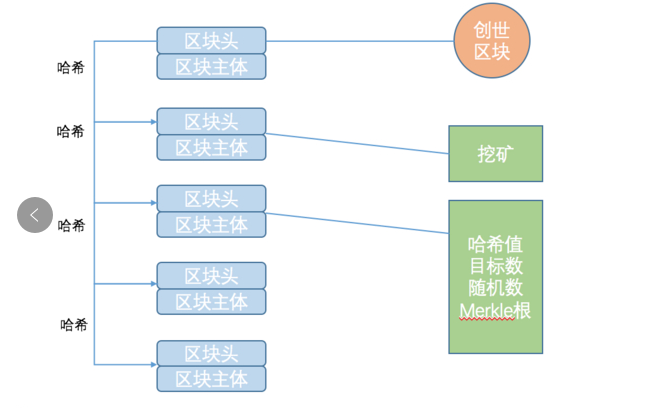 区块头
区块主体
创世
区块
哈希
哈希
区块头
区块主体
挖矿
区块头
区块主体
哈希
哈希值
目标数
随机数
Merkle根
区块头
区块主体
哈希
区块头
区块主体